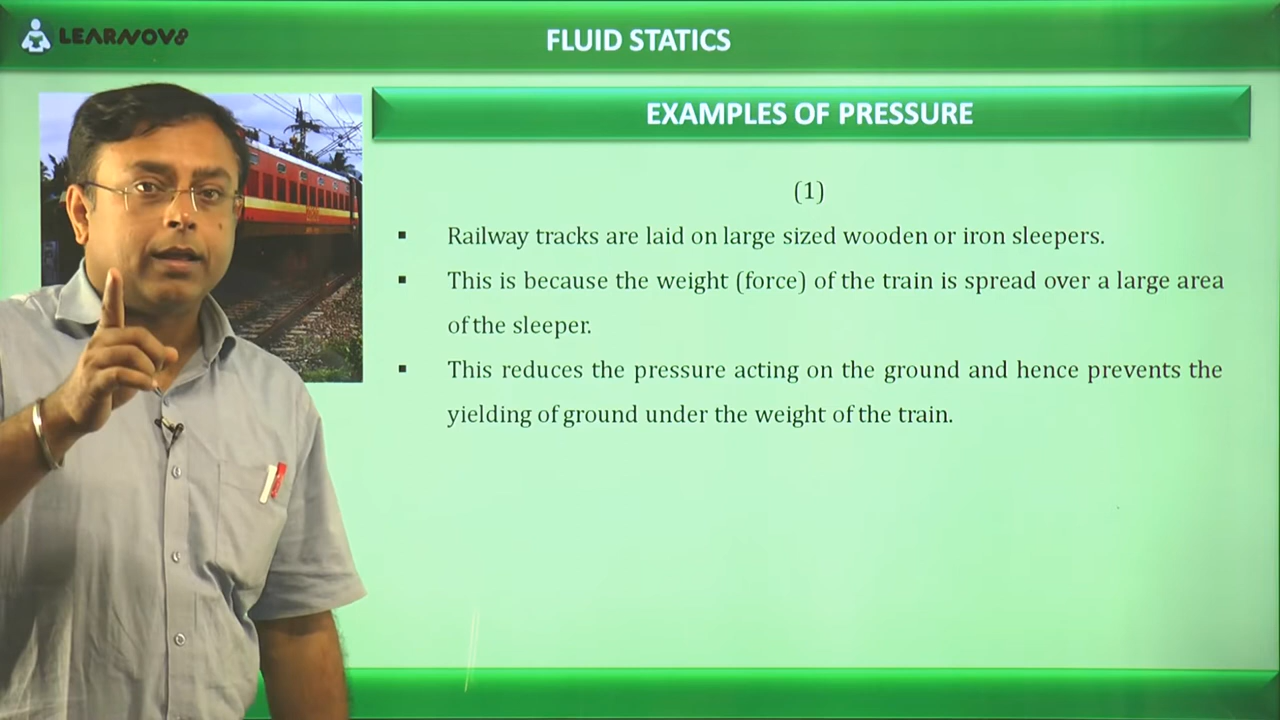 LEARNOV8
FLUID STATICS
EXAMPLES OF PRESSURE
(1)
▪ Railway tracks are laid on large sized wooden or iron sleepers.
▪ This is because the weight (force) of the train is spread over a large area
of the sleeper.
▪ This reduces the pressure acting on the ground and hence prevents the
yielding of ground under the weight of the train.